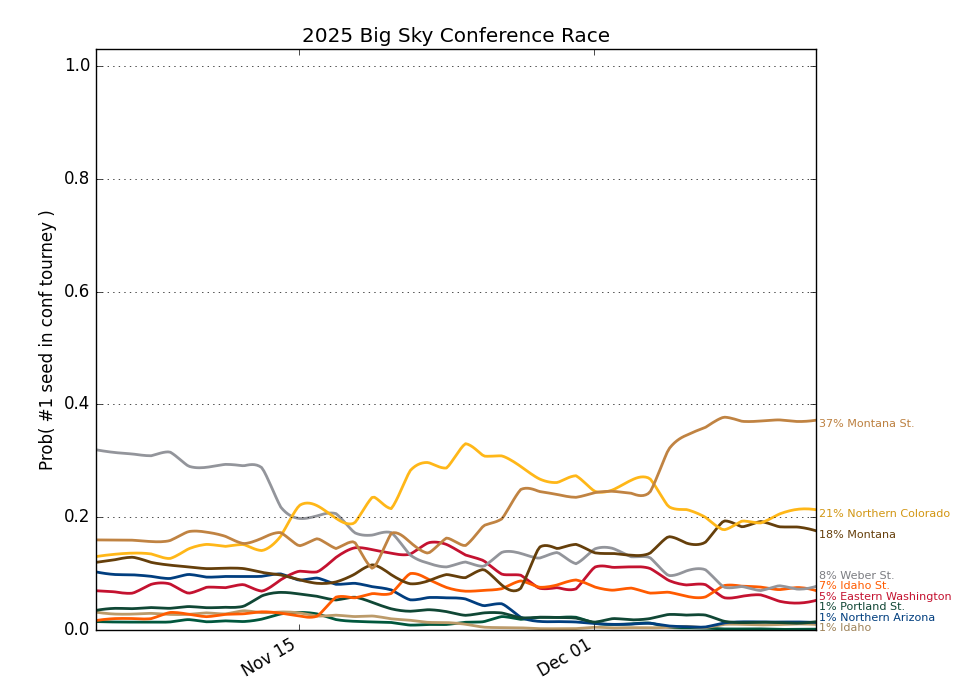 2025 Big Sky Conference Race
Prob( #1 seed in conf tourney )
1.0
0.8
0.6
0.4
0.2
0.0
Nov 15
Dec 01
37% Montana St.
21% Northern Colorado
18% Montana
8% Weber St.
7% Idaho St.
5% Eastern Washington
1% Portland St.
1% Northern Arizona
1% Idaho